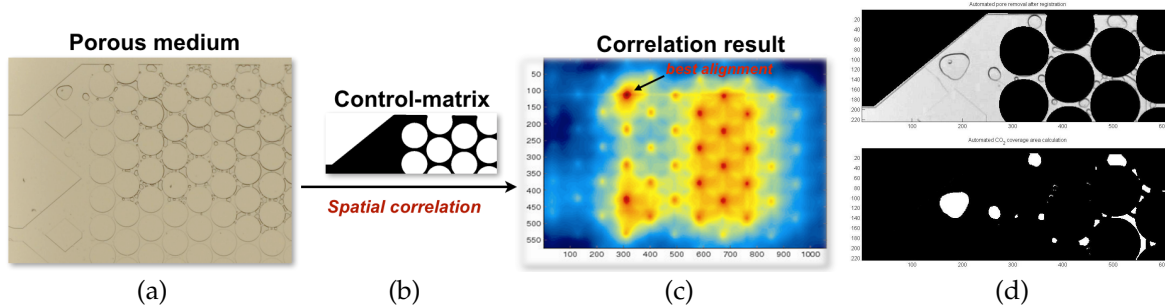 Porous medium
(a)
Control-matrix
Spatial correlation
(b)
Correlation result
best alignment
50
100
150
200
250
300
350
400
450
500
550
100 200 300 400 500 600 700 800 900 1000
(c)
Automated pore removal after registration
20
40
60
80
100
120
140
160
180
200
220
100 200 300 400 500
Automated CO₂ coverage area calculation
20
40
60
80
100
120
140
160
180
200
220
100 200 300 400 500
(d)